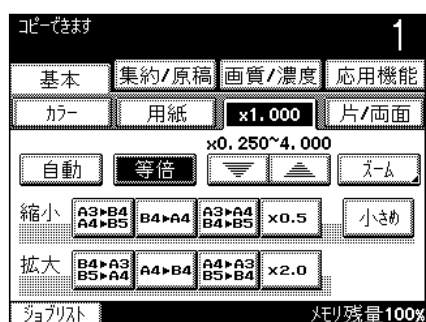 コピーできます
1
基本 集約/原稿 画質/濃度 応用機能
カラー 用紙 x1.000 片/両面
x0.250~4.000
自動 等倍 ズーム
縮小 A3▶B4 A4▶B5 B4▶A4 A3▶A4 B4▶B5 x0.5 小さめ
拡大 B4▶A3 B5▶A4 A4▶B4 A4▶A3 B5▶B4 x2.0
ジョブリスト メモリ残量100%